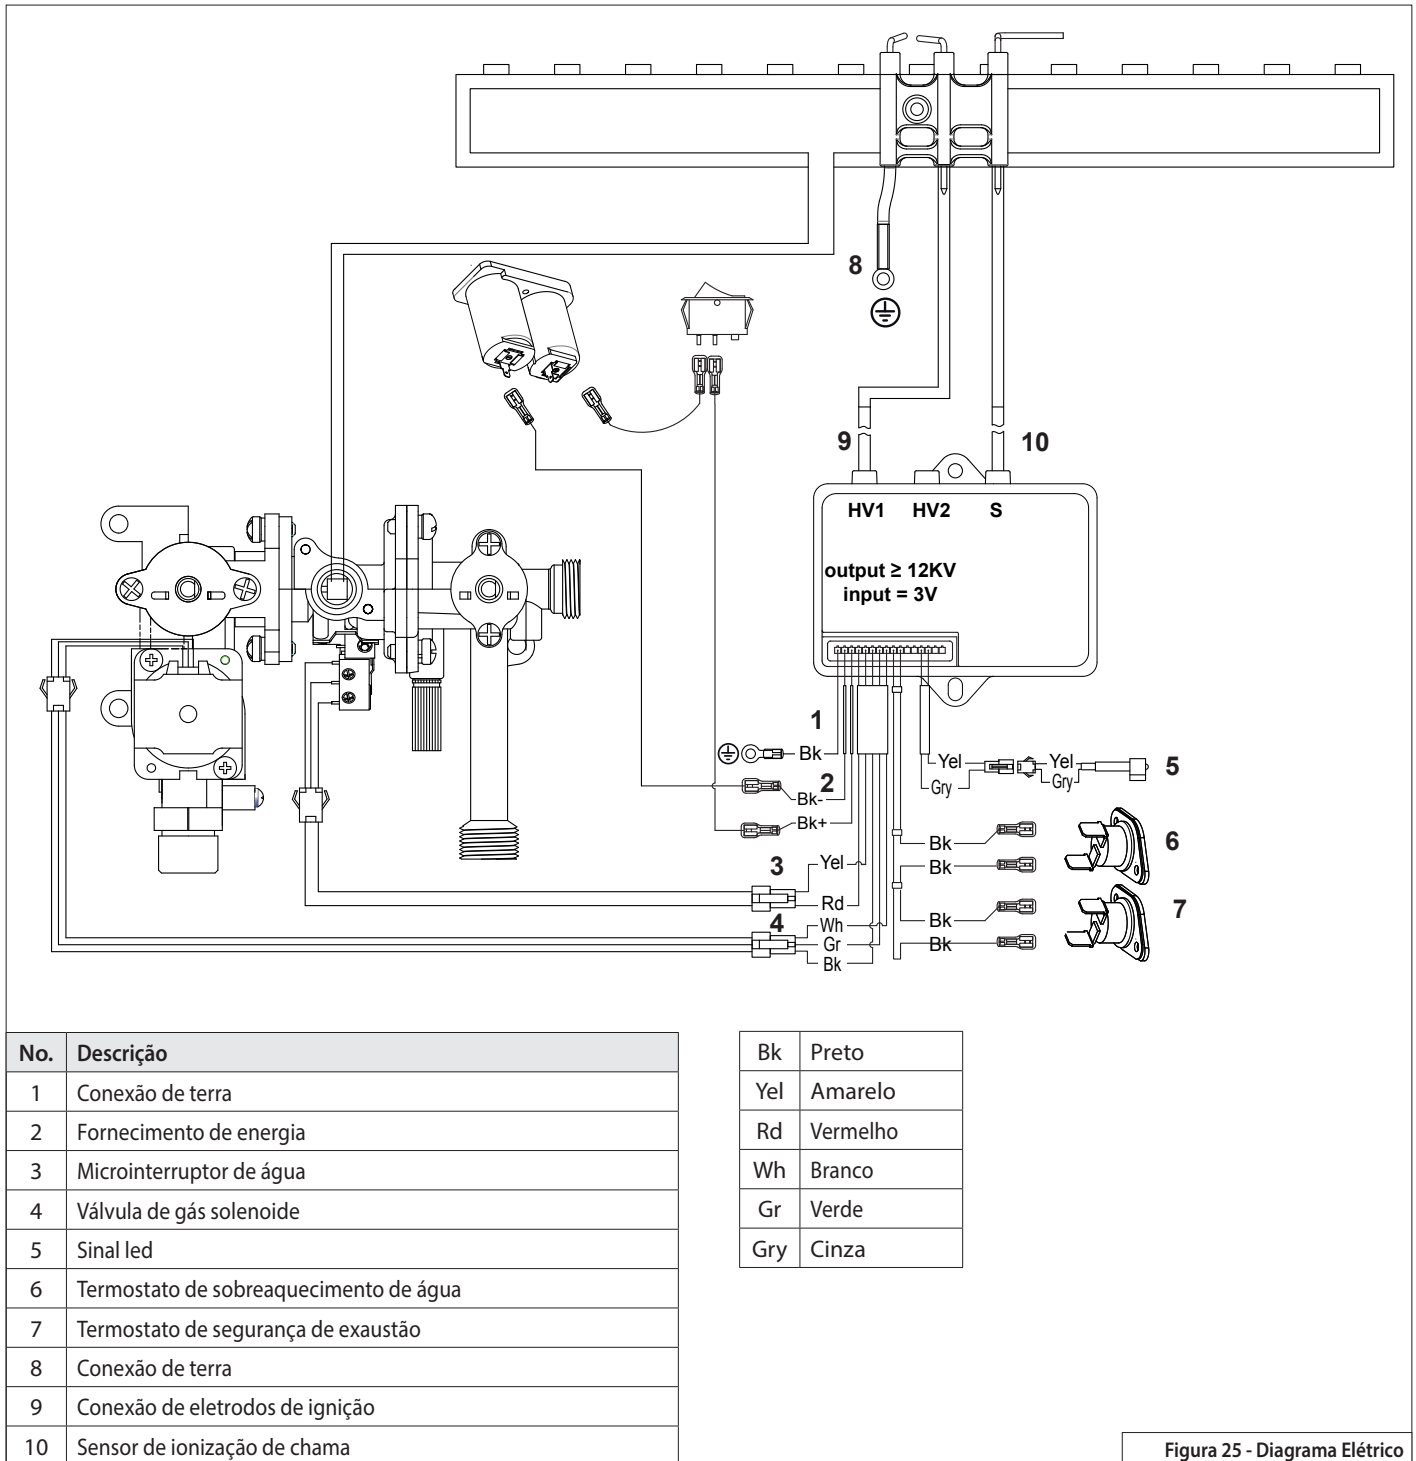 8
9
10
HV1 HV2 S
output ≥ 12KV
input = 3V
1
Bk
2
Bk-
Bk+
Yel Yel
Gry Gry
5
3
Yel
Rd
4
Wh
Gr
Bk
Bk
Bk
6
Bk
Bk
7
No. Descrição
1 Conexão de terra
2 Fornecimento de energia
3 Microinterruptor de água
4 Válvula de gás solenoide
5 Sinal led
6 Termostato de sobreaquecimento de água
7 Termostato de segurança de exaustão
8 Conexão de terra
9 Conexão de eletrodos de ignição
10 Sensor de ionização de chama
Bk Preto
Yel Amarelo
Rd Vermelho
Wh Branco
Gr Verde
Gry Cinza
Figura 25 - Diagrama Elétrico